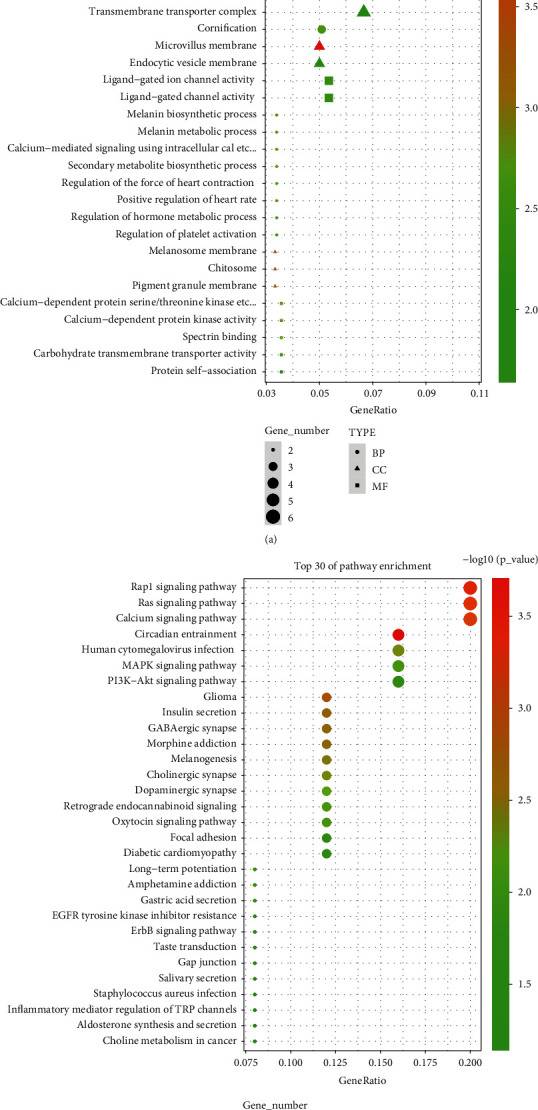 Transmembrane transporter complex
Cornification
Microvillus membrane
Endocytic vesicle membrane
Ligand−gated ion channel activity
Ligand−gated channel activity
Melanin biosynthetic process
Melanin metabolic process
Calcium−mediated signaling using intracellular cal etc...
Secondary metabolite biosynthetic process
Regulation of the force of heart contraction
Positive regulation of heart rate
Regulation of hormone metabolic process
Regulation of platelet activation
Melanosome membrane
Chitosome
Pigment granule membrane
Calcium−dependent protein serine/threonine kinase etc...
Calcium−dependent protein kinase activity
Spectrin binding
Carbohydrate transmembrane transporter activity
Protein self−association
0.03 0.05 0.07 0.09 0.11
GeneRatio
3.5
3.0
2.5
2.0
Gene_number
2
3
4
5
6
TYPE
BP
CC
MF
(a)
−log10 (p_value)
Top 30 of pathway enrichment
Rap1 signaling pathway
Ras signaling pathway
Calcium signaling pathway
Circadian entrainment
Human cytomegalovirus infection
MAPK signaling pathway
PI3K−Akt signaling pathway
Glioma
Insulin secretion
GABAergic synapse
Morphine addiction
Melanogenesis
Cholinergic synapse
Dopaminergic synapse
Retrograde endocannabinoid signaling
Oxytocin signaling pathway
Focal adhesion
Diabetic cardiomyopathy
Long−term potentiation
Amphetamine addiction
Gastric acid secretion
EGFR tyrosine kinase inhibitor resistance
ErbB signaling pathway
Taste transduction
Gap junction
Salivary secretion
Staphylococcus aureus infection
Inflammatory mediator regulation of TRP channels
Aldosterone synthesis and secretion
Choline metabolism in cancer
0.075 0.100 0.125 0.150 0.175 0.200
GeneRatio
3.5
3.0
2.5
2.0
1.5
Gene_number